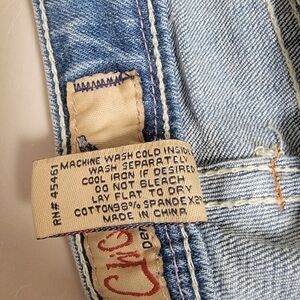 MACHINE WASH COLD INSIDE
WASH SEPARATELY
COOL IRON IF DESIRED
DO NOT BLEACH
LAY FLAT TO DRY
COTTON98% SPANDEX2%
MADE IN CHINA
RN# 45461